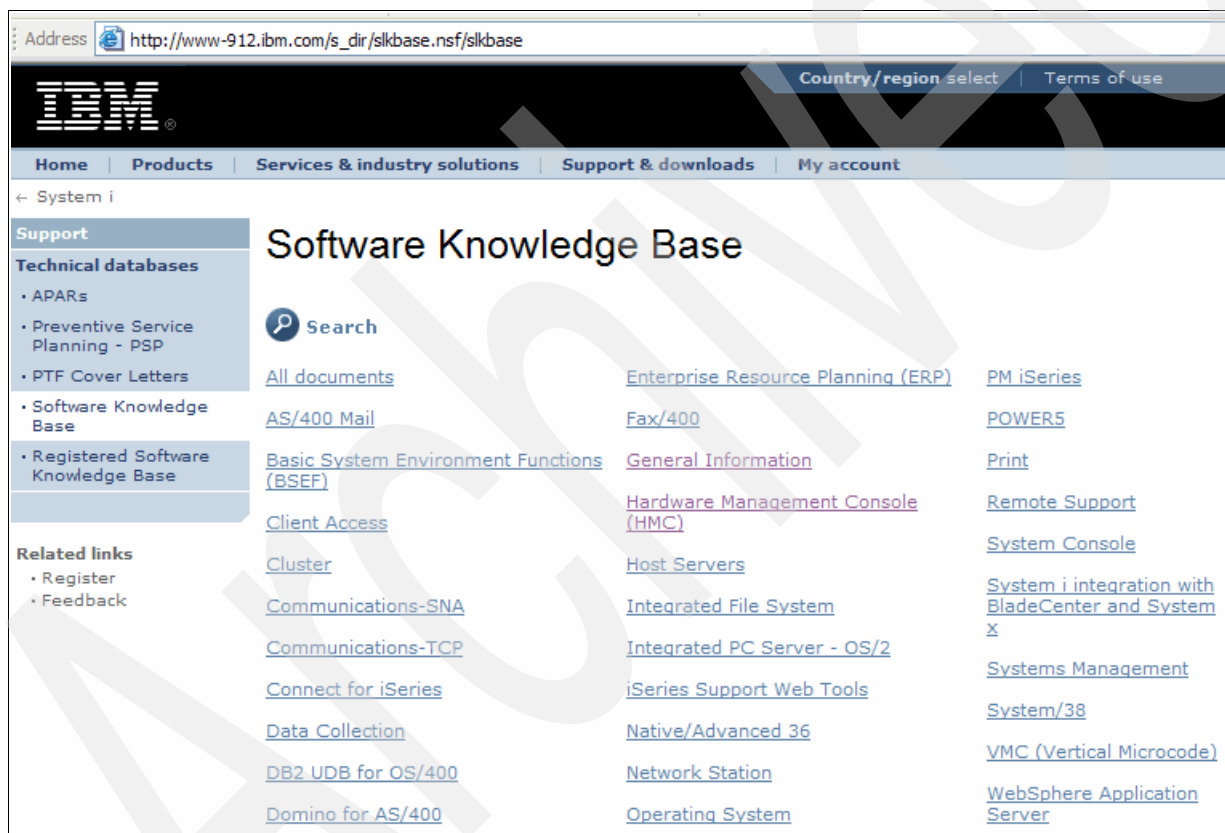 Address http://www-912.ibm.com/s_dir/slkbase.nsf/slkbase
Country/region select | Terms of use
IBM®
Home | Products | Services & industry solutions | Support & downloads | My account
← System i
Support
Technical databases
• APARs
• Preventive Service
Planning - PSP
• PTF Cover Letters
• Software Knowledge
Base
• Registered Software
Knowledge Base
Related links
• Register
• Feedback
Software Knowledge Base
Search
All documents
AS/400 Mail
Basic System Environment Functions
(BSEF)
Client Access
Cluster
Communications-SNA
Communications-TCP
Connect for iSeries
Data Collection
DB2 UDB for OS/400
Domino for AS/400
Enterprise Resource Planning (ERP)
Fax/400
General Information
Hardware Management Console
(HMC)
Host Servers
Integrated File System
Integrated PC Server - OS/2
iSeries Support Web Tools
Native/Advanced 36
Network Station
Operating System
PM iSeries
POWER5
Print
Remote Support
System Console
System i integration with
BladeCenter and System
x
Systems Management
System/38
VMC (Vertical Microcode)
WebSphere Application
Server